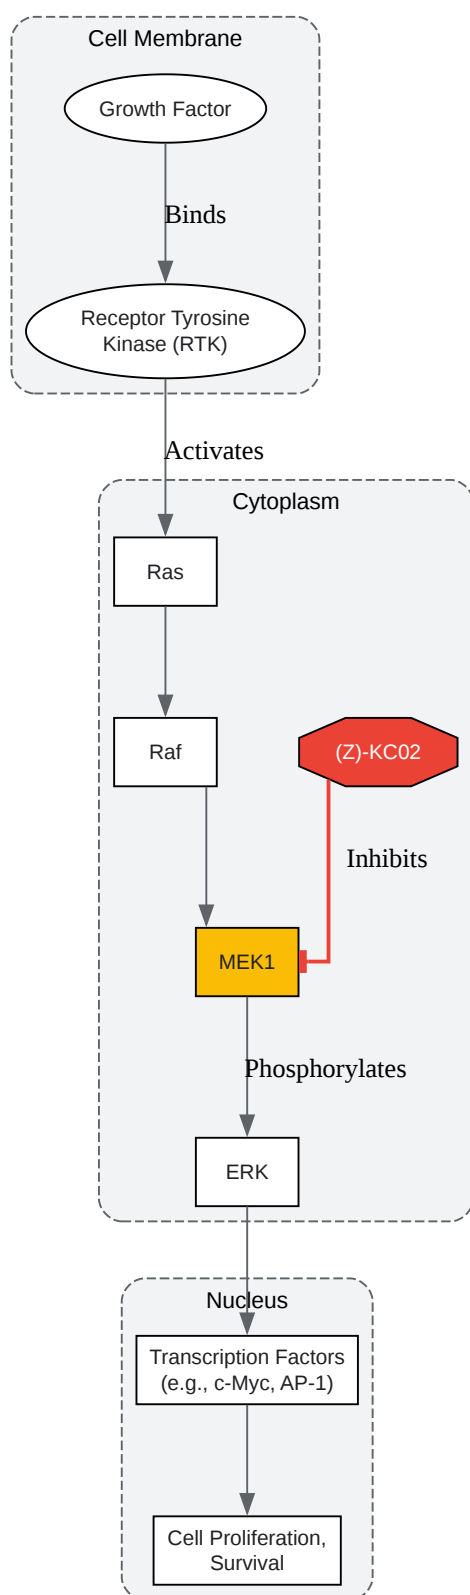 Cell Membrane
Growth Factor
Binds
Receptor Tyrosine
Kinase (RTK)
Activates
Cytoplasm
Ras
Raf
(Z)-KC02
Inhibits
MEK1
Phosphorylates
ERK
Nucleus
Transcription Factors
(e.g., c-Myc, AP-1)
Cell Proliferation,
Survival